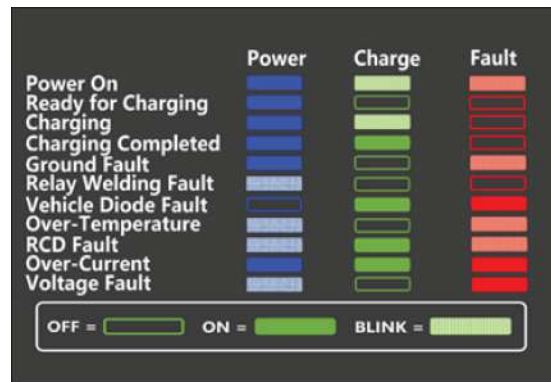 Power Charge Fault
Power On
Ready for Charging
Charging
Charging Completed
Ground Fault
Relay Welding Fault
Vehicle Diode Fault
Over-Temperature
RCD Fault
Over-Current
Voltage Fault
OFF = ON = BLINK =